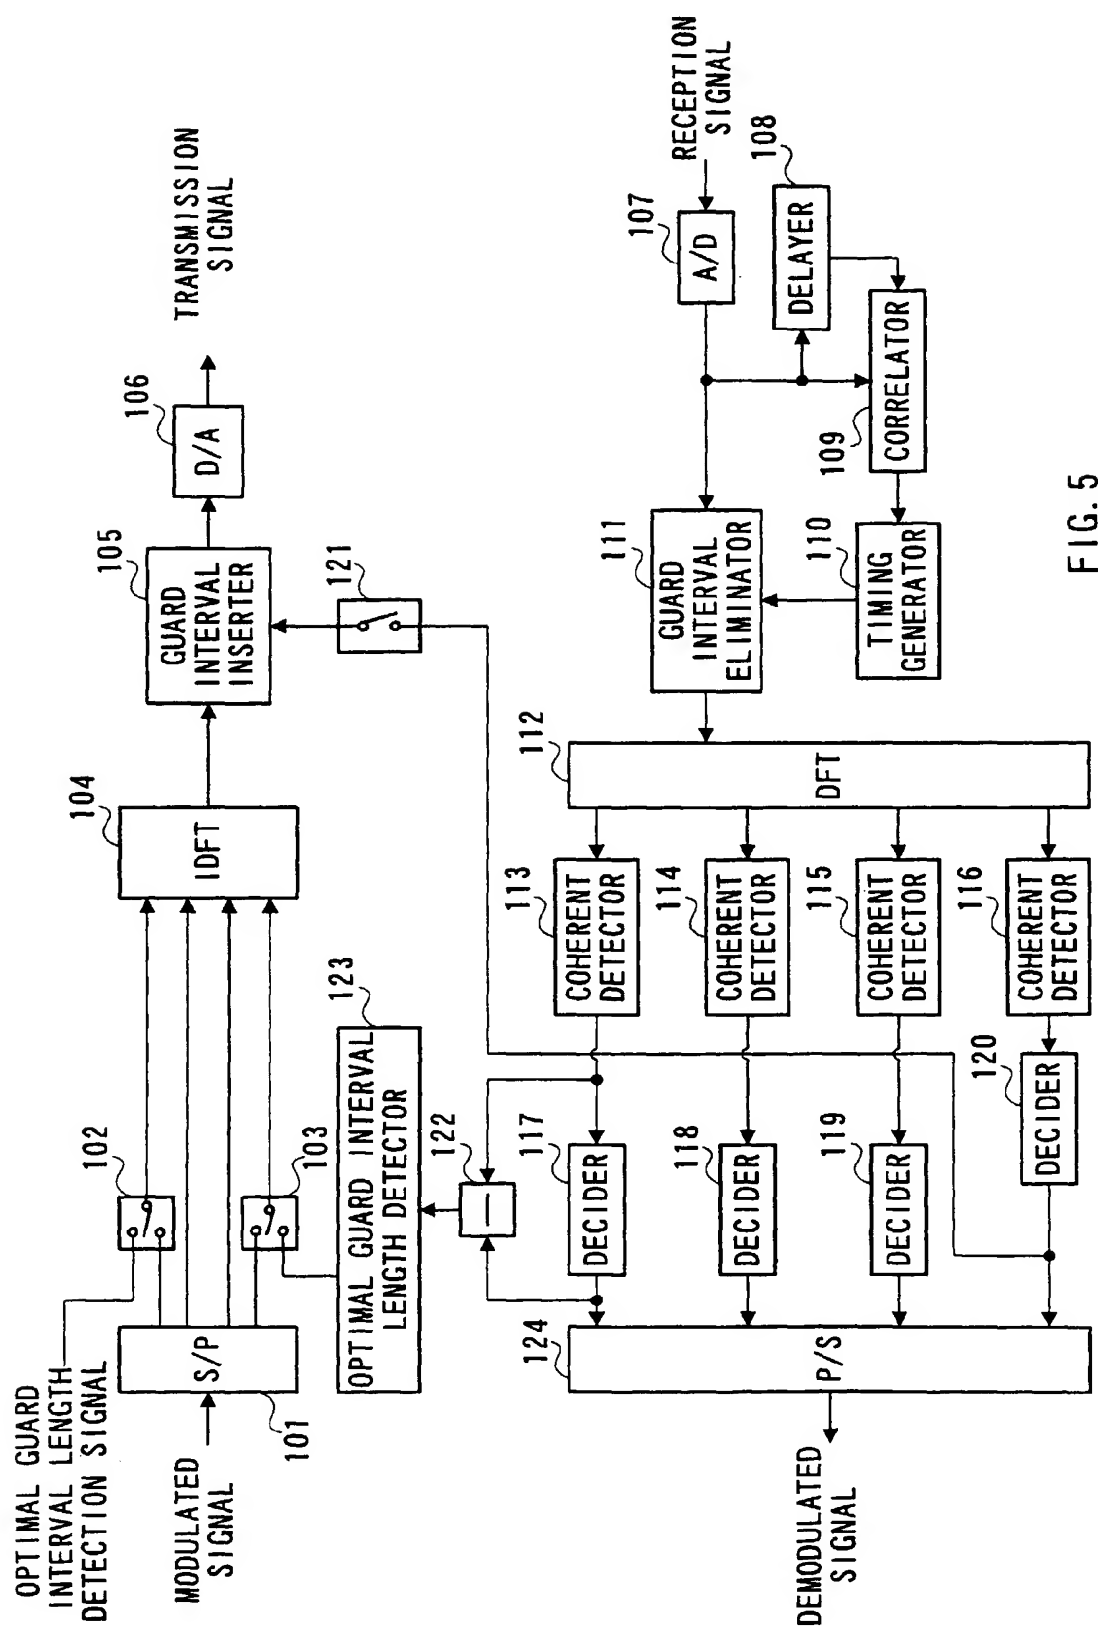 OPTIMAL GUARD
INTERVAL LENGTH
DETECTION SIGNAL
MODULATED
SIGNAL
101
S/P
102
103
104
IDFT
105
GUARD
INTERVAL
INSERTER
106
D/A
TRANSMISSION
SIGNAL
121
123
OPTIMAL GUARD INTERVAL
LENGTH DETECTOR
122
RECEPTION
SIGNAL
107
A/D
108
DELAYER
109
CORRELATOR
110
TIMING
GENERATOR
111
GUARD
INTERVAL
ELIMINATOR
112
DFT
113
COHERENT
DETECTOR
114
COHERENT
DETECTOR
115
COHERENT
DETECTOR
116
COHERENT
DETECTOR
117
DECIDER
118
DECIDER
119
DECIDER
120
DECIDER
124
P/S
DEMODULATED
SIGNAL
FIG. 5